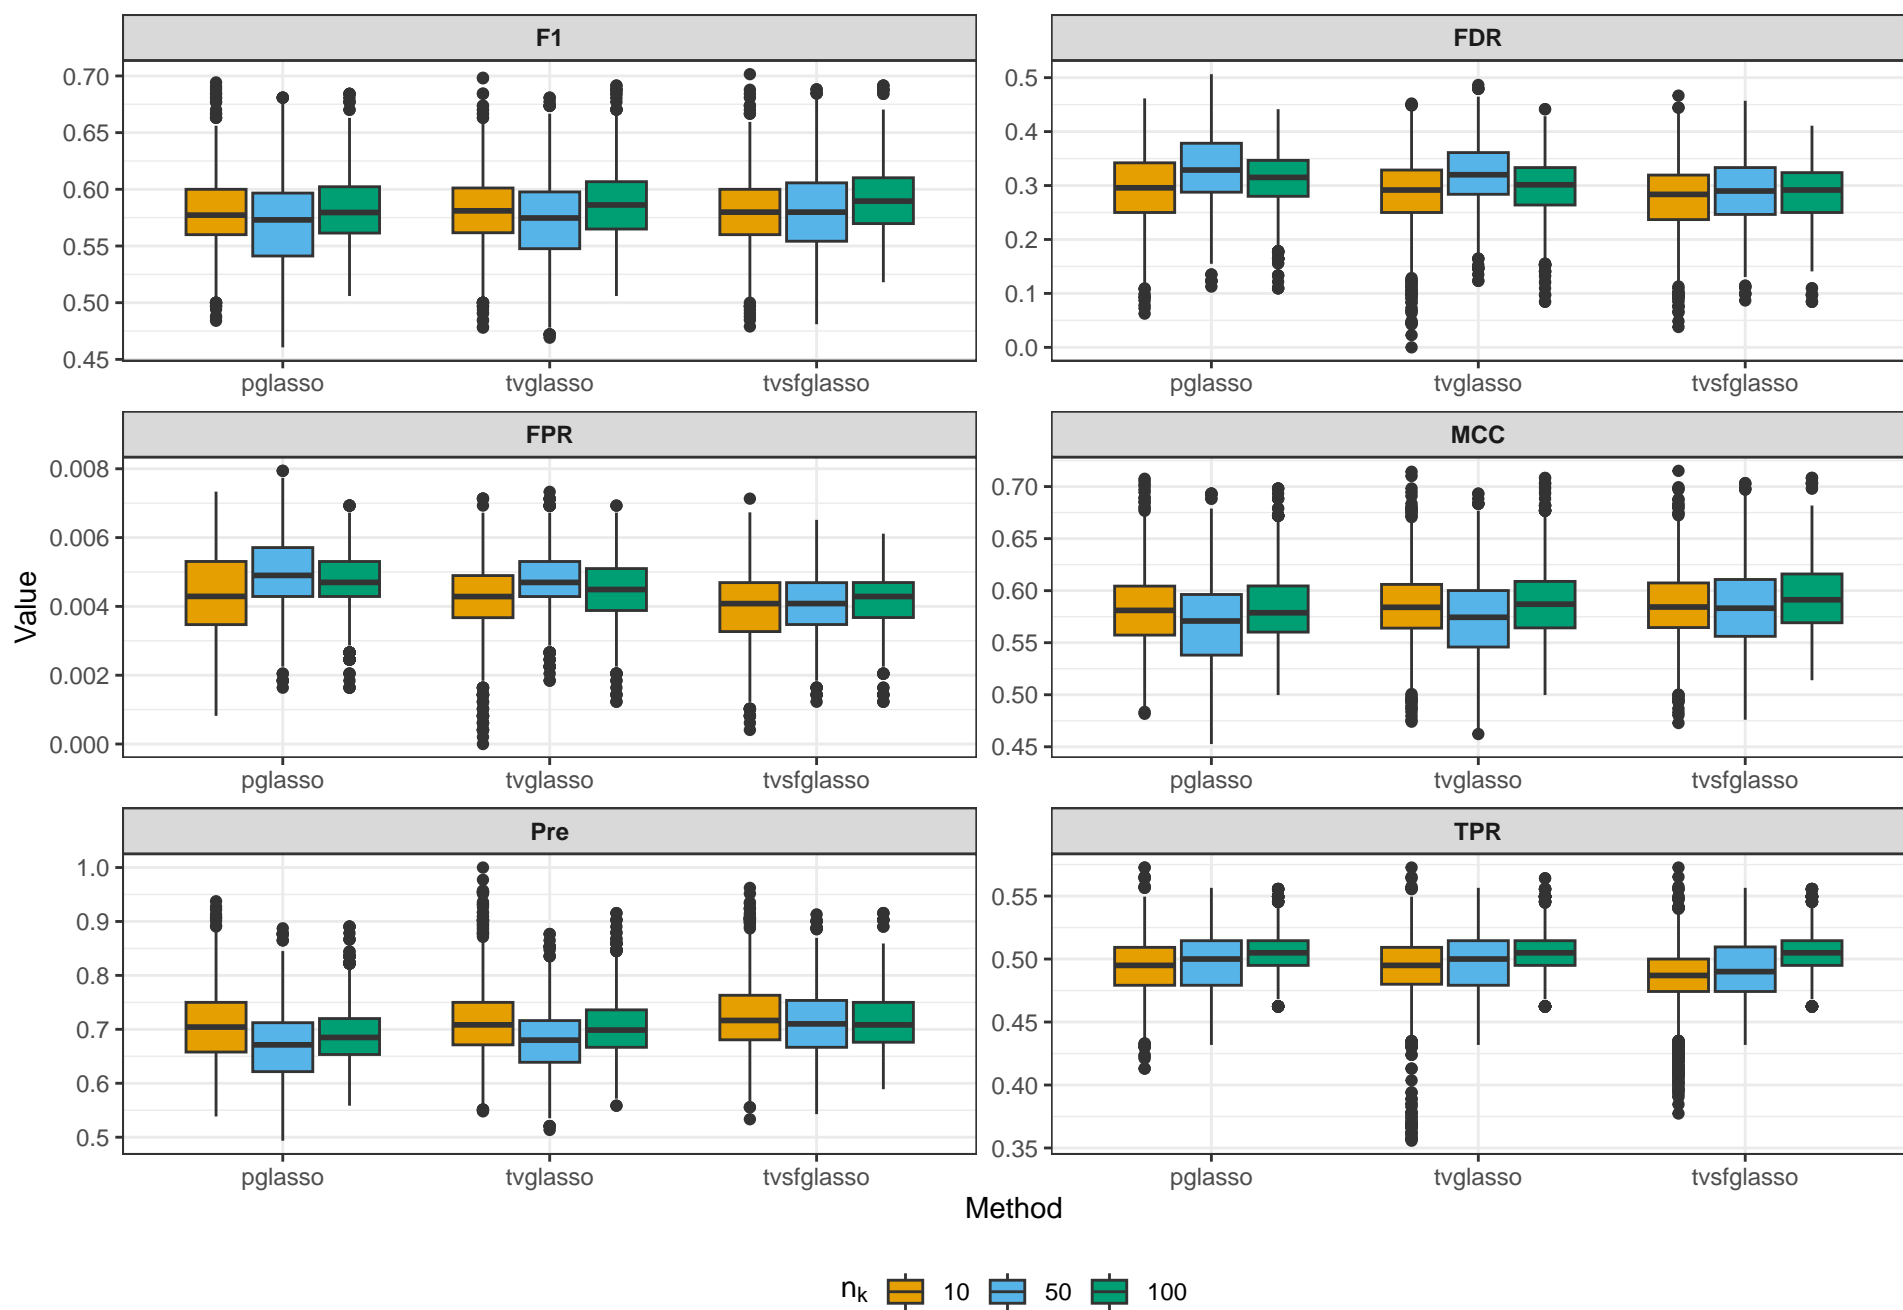 F1
FDR
0.70
0.65
0.60
0.55
0.50
0.45
0.5
0.4
0.3
0.2
0.1
0.0
pglasso tvglasso tvsfglasso
pglasso tvglasso tvsfglasso
FPR
MCC
0.008
0.006
0.004
0.002
0.000
0.70
0.65
0.60
0.55
0.50
0.45
Value
pglasso tvglasso tvsfglasso
pglasso tvglasso tvsfglasso
Pre
TPR
1.0
0.9
0.8
0.7
0.6
0.5
0.55
0.50
0.45
0.40
0.35
pglasso tvglasso tvsfglasso
pglasso tvglasso tvsfglasso
Method
nk 10 50 100